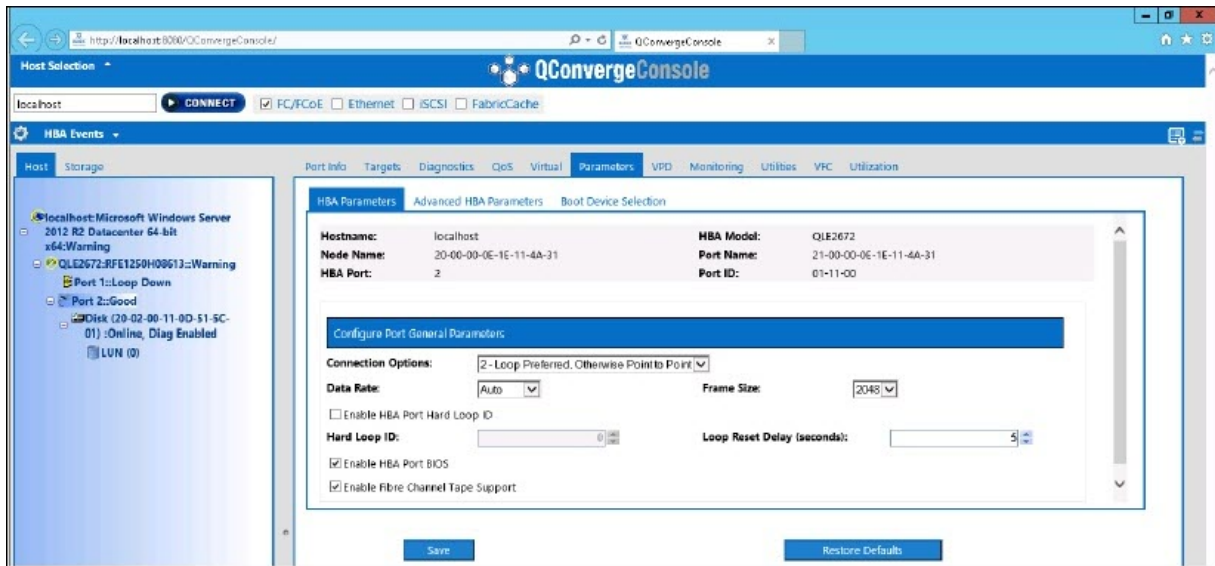 http://localhost:8080/QConvergeConsole/
QConvergeConsole
Host Selection
QConvergeConsole
localhost
CONNECT
FC/FCoE
Ethernet
iSCSI
FabricCache
HBA Events
Host
Storage
Port Info
Targets
Diagnostics
QoS
Virtual
Parameters
VPD
Monitoring
Utilities
VFC
Utilization
localhost:Microsoft Windows Server
2012 R2 Datacenter 64-bit
x64:Warning
QLE2672:RFE1250H08613::Warning
Port 1::Loop Down
Port 2::Good
Disk (20-02-00-11-0D-51-5C-
01) :Online, Diag Enabled
LUN (0)
HBA Parameters
Advanced HBA Parameters
Boot Device Selection
Hostname: localhost
HBA Model: QLE2672
Node Name: 20-00-00-0E-1E-11-4A-31
Port Name: 21-00-00-0E-1E-11-4A-31
HBA Port: 2
Port ID: 01-11-00
Configure Port General Parameters
Connection Options: 2 - Loop Preferred, Otherwise Point to Point
Data Rate: Auto
Frame Size: 2048
Enable HBA Port Hard Loop ID
Hard Loop ID: 0
Loop Reset Delay (seconds): 5
Enable HBA Port BIOS
Enable Fibre Channel Tape Support
Save
Restore Defaults